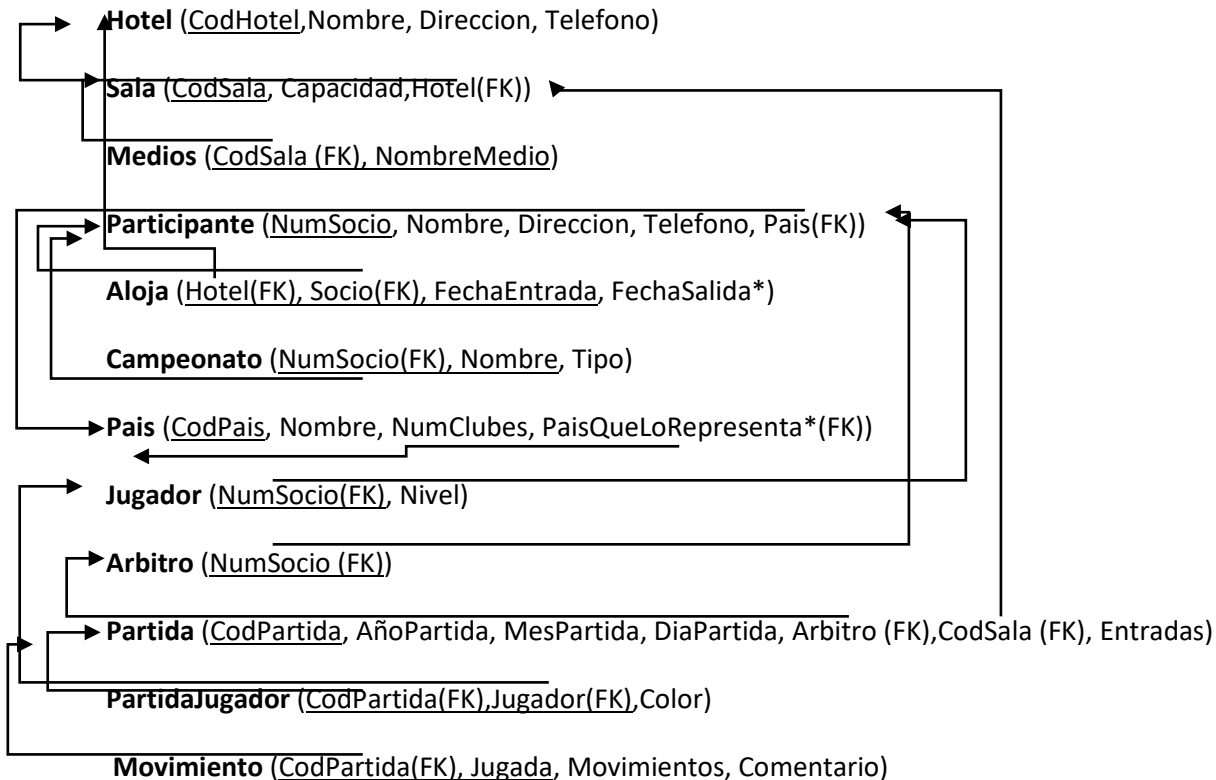 Hotel (CodHotel,Nombre, Direccion, Telefono)
Sala (CodSala, Capacidad,Hotel(FK))
Medios (CodSala (FK), NombreMedio)
Participante (NumSocio, Nombre, Direccion, Telefono, Pais(FK))
Aloja (Hotel(FK), Socio(FK), FechaEntrada, FechaSalida*)
Campeonato (NumSocio(FK), Nombre, Tipo)
Pais (CodPais, Nombre, NumClubes, PaisQueLoRepresenta*(FK))
Jugador (NumSocio(FK), Nivel)
Arbitro (NumSocio (FK))
Partida (CodPartida, AñoPartida, MesPartida, DiaPartida, Arbitro (FK),CodSala (FK), Entradas)
PartidaJugador (CodPartida(FK),Jugador(FK),Color)
Movimiento (CodPartida(FK), Jugada, Movimientos, Comentario)